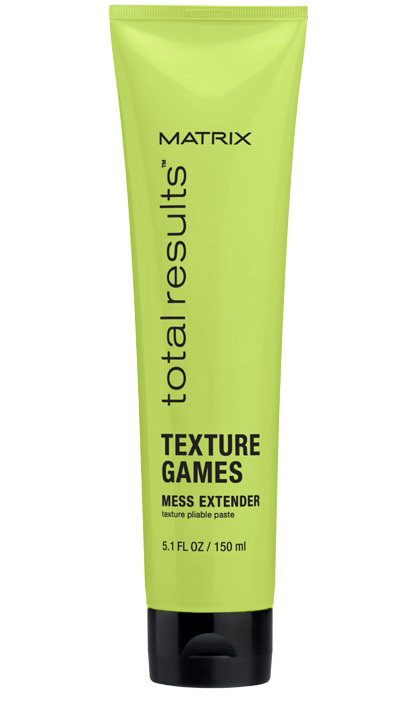 MATRIX
total results™
TEXTURE
GAMES
MESS EXTENDER
texture pliable paste
5.1 FL OZ / 150 ml